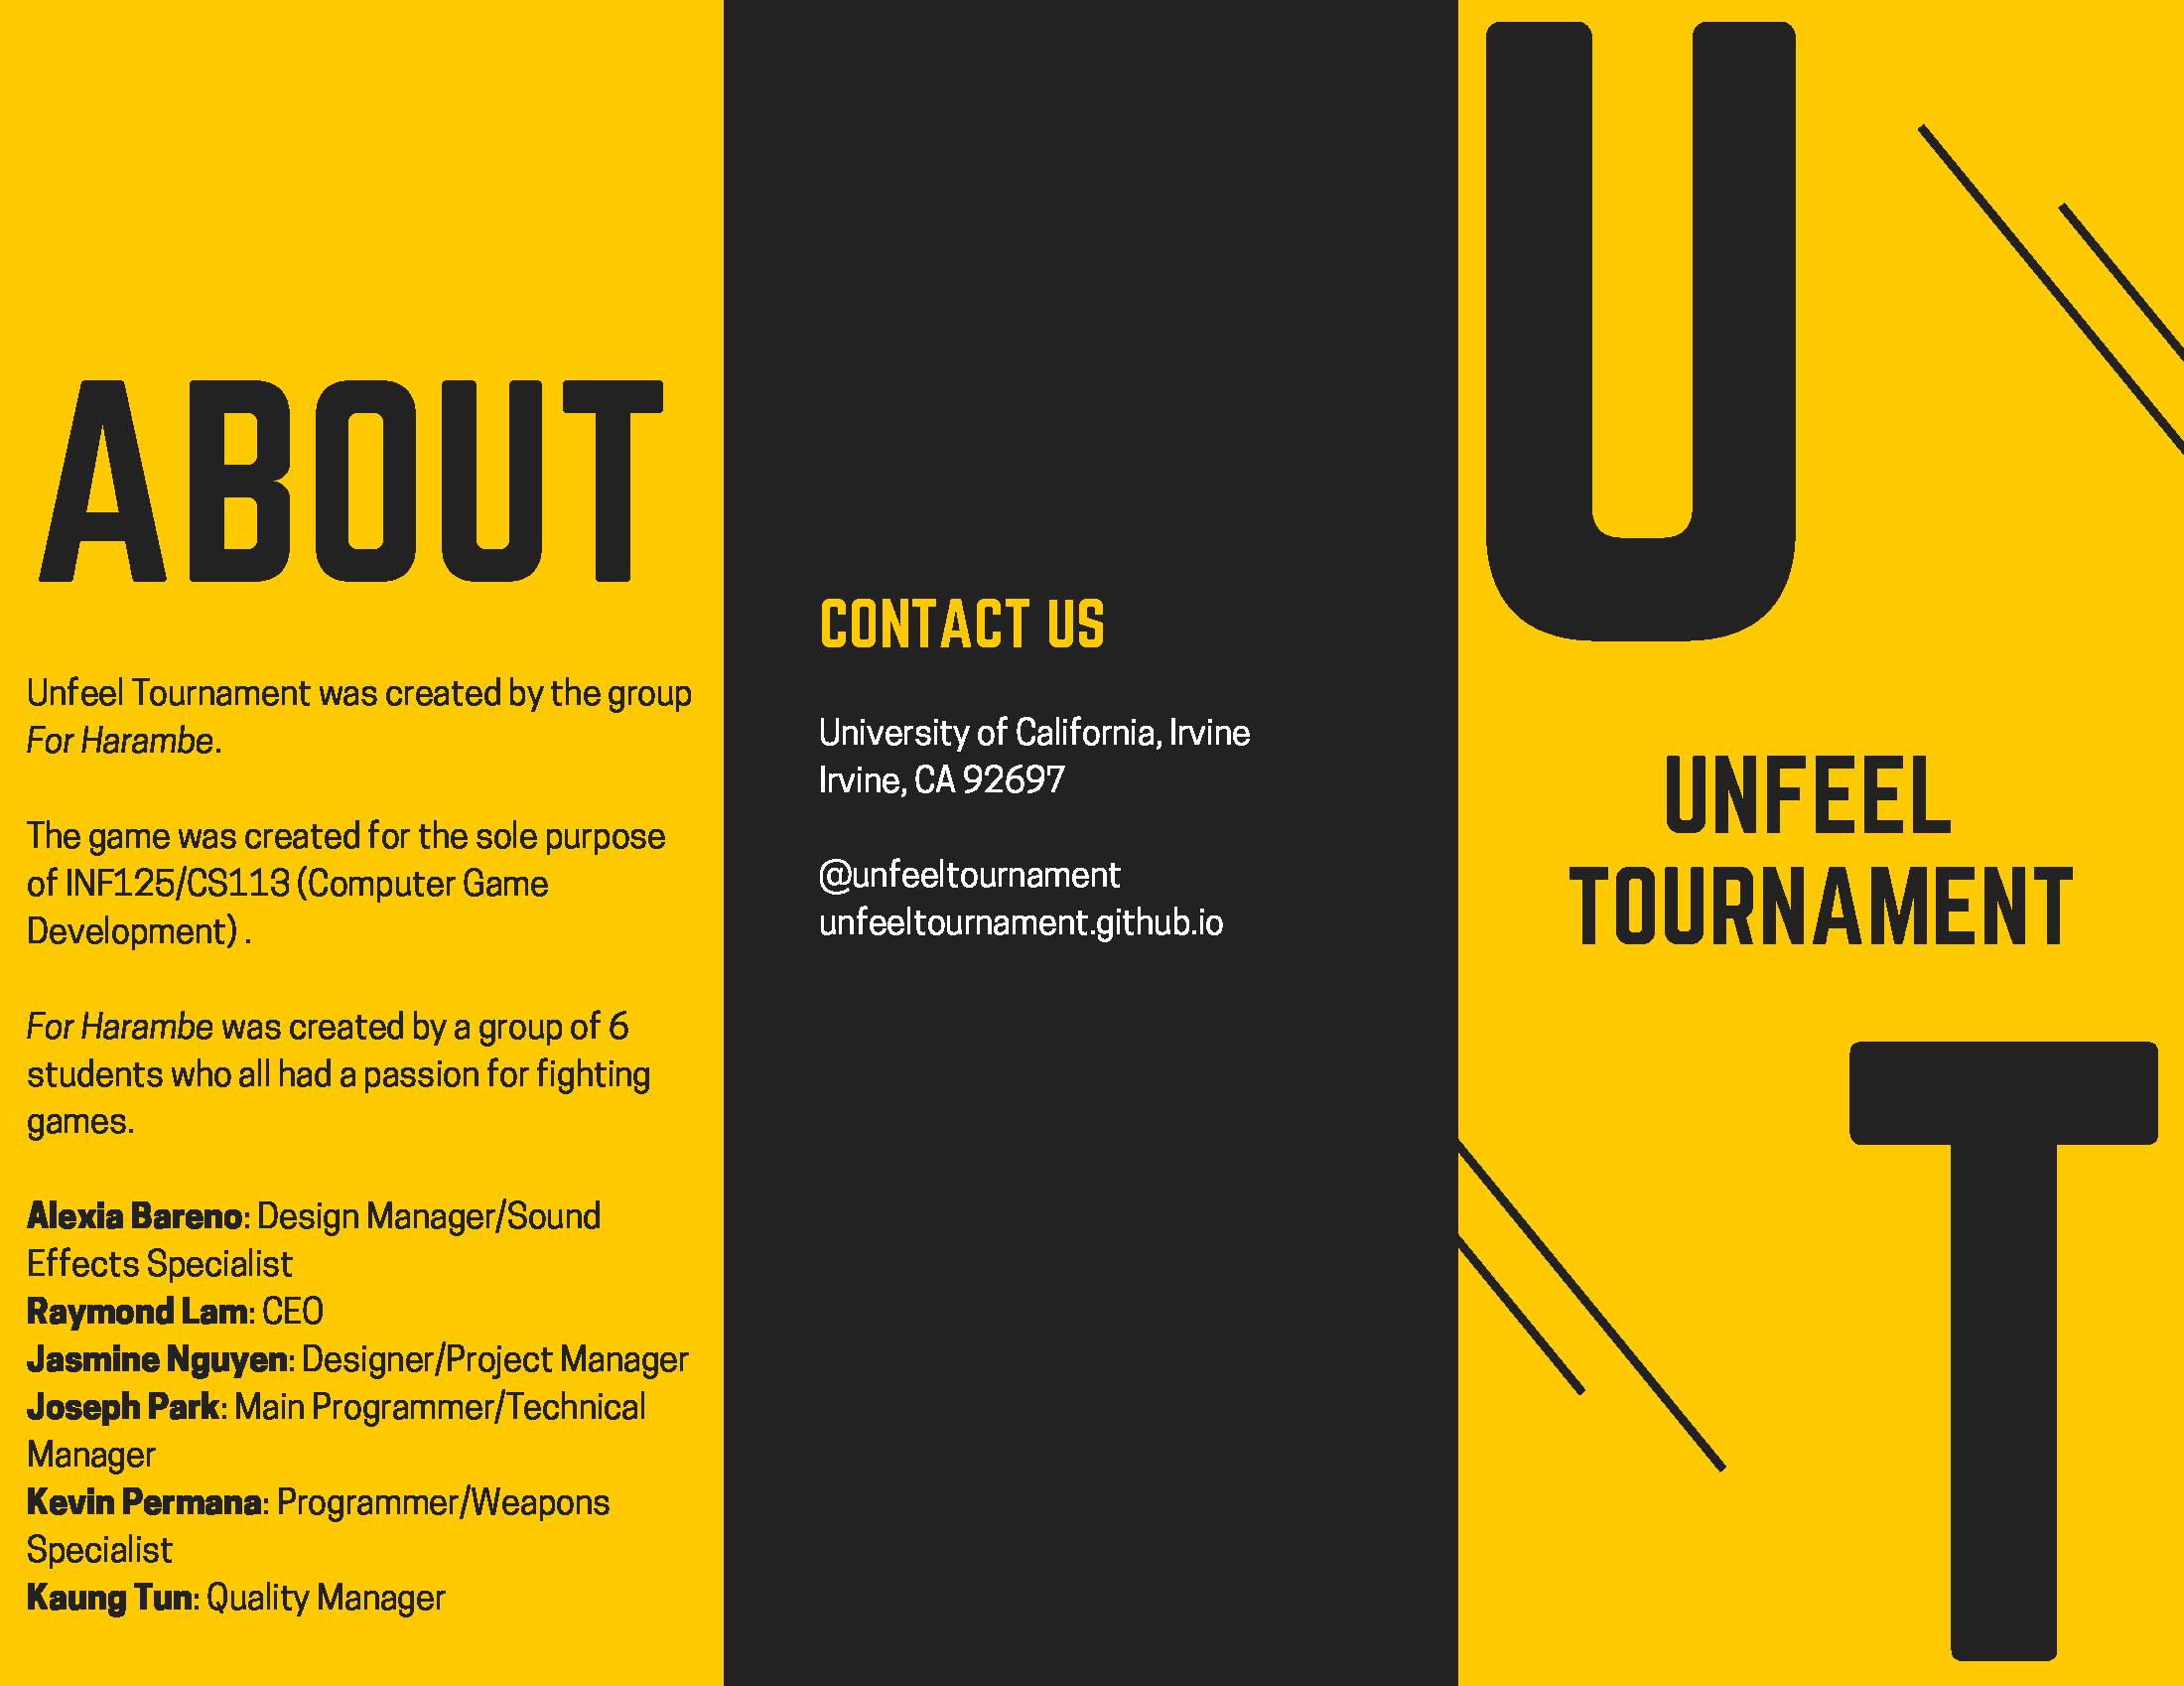 ABOUT
Unfeel Tournament was created by the group
For Harambe.
The game was created for the sole purpose
of INF125/CS113 (Computer Game
Development) .
For Harambe was created by a group of 6
students who all had a passion for fighting
games.
Alexia Bareno: Design Manager/Sound
Effects Specialist
Raymond Lam: CEO
Jasmine Nguyen: Designer/Project Manager
Joseph Park: Main Programmer/Technical
Manager
Kevin Permana: Programmer/Weapons
Specialist
Kaung Tun: Quality Manager
CONTACT US
University of California, Irvine
Irvine, CA 92697
@unfeeltournament
unfeeltournament.github.io
U
UNFEEL
TOURNAMENT
T